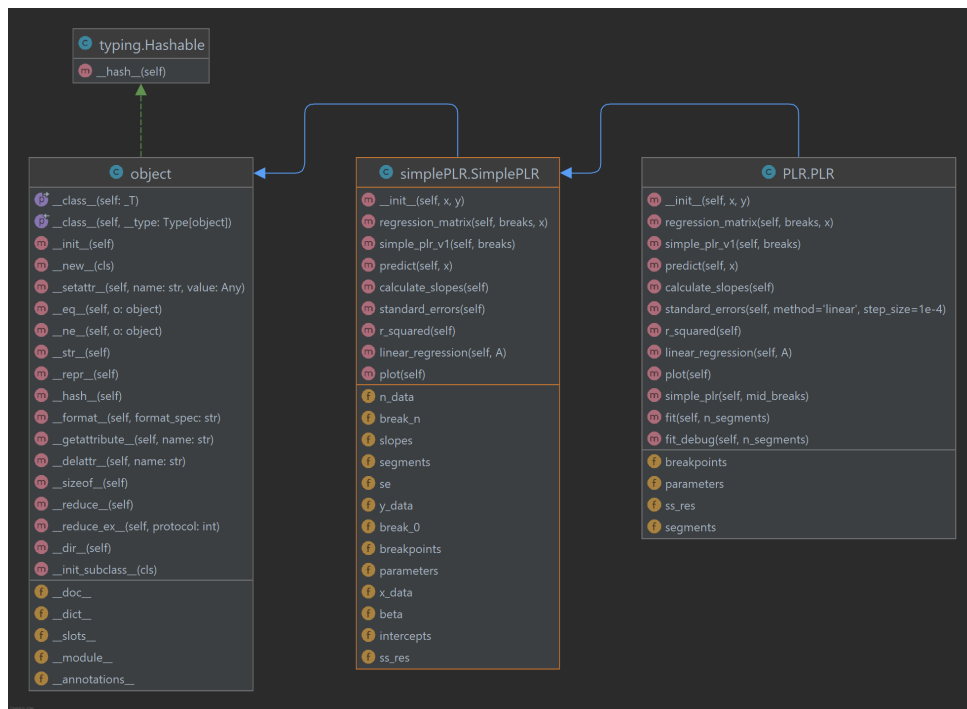 typing.Hashable
__hash__(self)
object
__class__(self: _T)
__class__(self, __type: Type[object])
__init__(self)
__new__(cls)
__setattr__(self, name: str, value: Any)
__eq__(self, o: object)
__ne__(self, o: object)
__str__(self)
__repr__(self)
__hash__(self)
__format__(self, format_spec: str)
__getattribute__(self, name: str)
__delattr__(self, name: str)
__sizeof__(self)
__reduce__(self)
__reduce_ex__(self, protocol: int)
__dir__(self)
__init_subclass__(cls)
__doc__
__dict__
__slots__
__module__
__annotations__
simplePLR.SimplePLR
__init__(self, x, y)
regression_matrix(self, breaks, x)
simple_plr_v1(self, breaks)
predict(self, x)
calculate_slopes(self)
standard_errors(self)
r_squared(self)
linear_regression(self, A)
plot(self)
n_data
break_n
slopes
segments
se
y_data
break_0
breakpoints
parameters
x_data
beta
intercepts
ss_res
PLR.PLR
__init__(self, x, y)
regression_matrix(self, breaks, x)
simple_plr_v1(self, breaks)
predict(self, x)
calculate_slopes(self)
standard_errors(self, method='linear', step_size=1e-4)
r_squared(self)
linear_regression(self, A)
plot(self)
simple_plr(self, mid_breaks)
fit(self, n_segments)
fit_debug(self, n_segments)
breakpoints
parameters
ss_res
segments